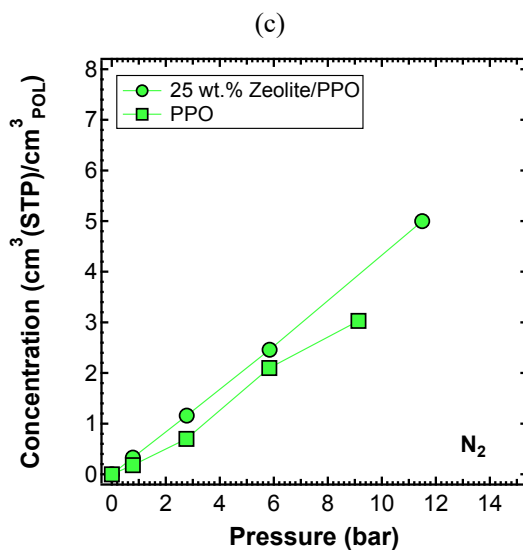 (c)
25 wt.% Zeolite/PPO
PPO
8
7
6
5
4
3
2
1
0
Concentration (cm³(STP)/cm³POL)
N₂
0 2 4 6 8 10 12 14
Pressure (bar)